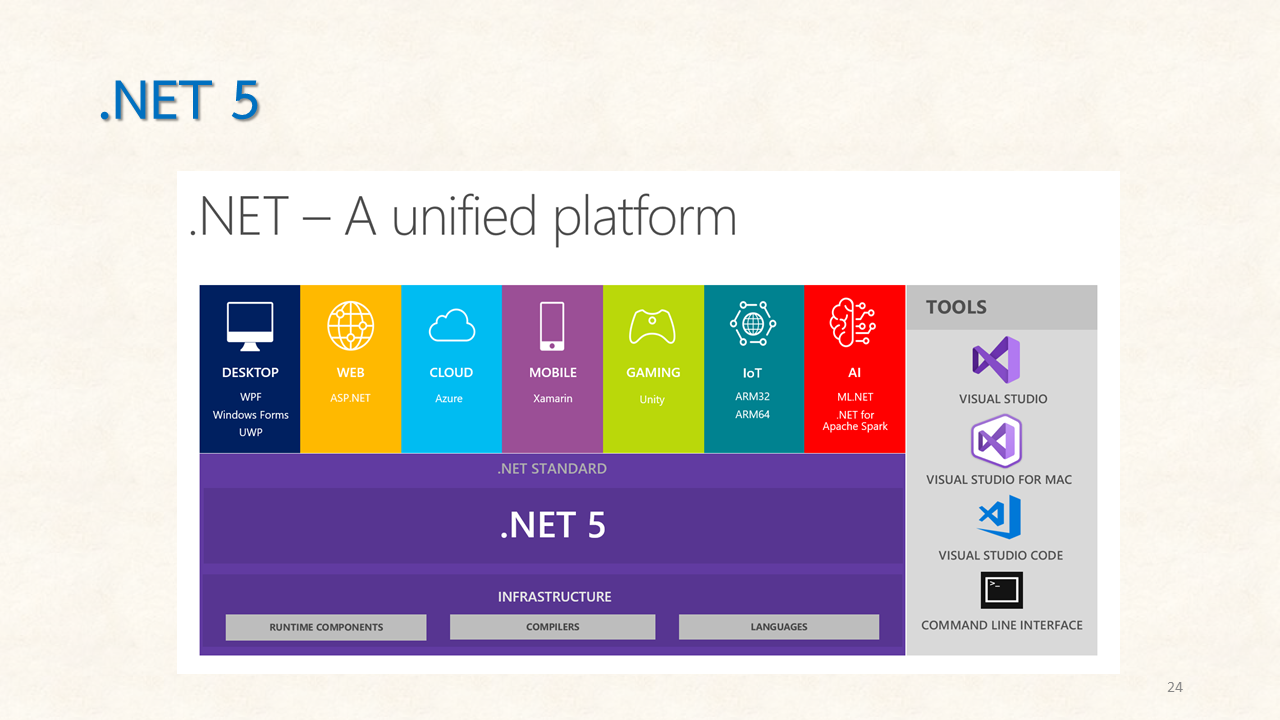 .NET 5
.NET – A unified platform
DESKTOP
WPF
Windows Forms
UWP
WEB
ASP.NET
CLOUD
Azure
MOBILE
Xamarin
GAMING
Unity
IoT
ARM32
ARM64
AI
ML.NET
.NET for
Apache Spark
.NET STANDARD
.NET 5
INFRASTRUCTURE
RUNTIME COMPONENTS
COMPILERS
LANGUAGES
TOOLS
VISUAL STUDIO
VISUAL STUDIO FOR MAC
VISUAL STUDIO CODE
>_
COMMAND LINE INTERFACE
24